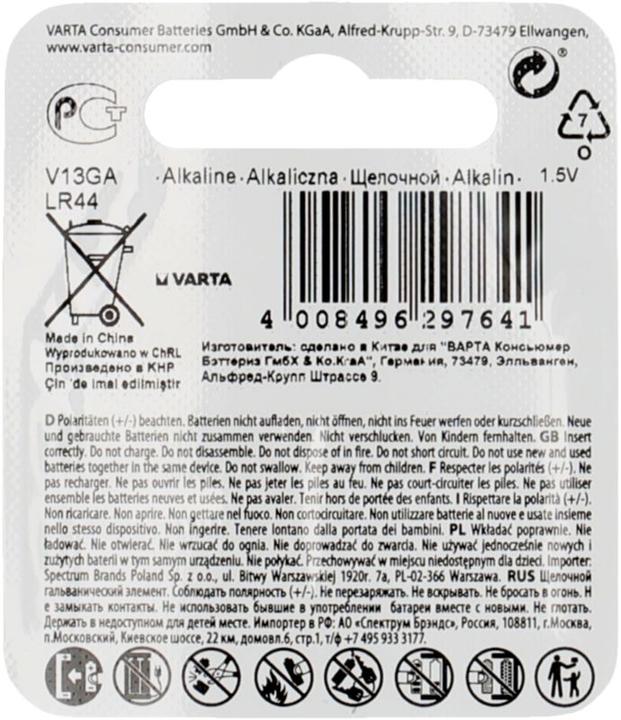 VARTA Consumer Batteries GmbH & Co. KGaA, Alfred-Krupp-Str. 9, D-73479 Ellwangen,
www.varta-consumer.com
®
РСТ
7
O
V13GA · Alkaline · Alkaliczna · Щелочной · Alkalin · 1.5V
LR44
VARTA
4 008496 297641
Made in China
Wyprodukowano w ChRL
Произведено в КНР
Çin 'de imal edilmiştir
Изготовитель: сделано в Китае для "ВАРТА Консьюмер
Бэттериз ГмбХ & Ко.КгаА", Германия, 73479, Элльванген,
Альфред-Крупп Штрассе 9.
D Polaritäten (+/-) beachten. Batterien nicht aufladen, nicht öffnen, nicht ins Feuer werfen oder kurzschließen. Neue
und gebrauchte Batterien nicht zusammen verwenden. Nicht verschlucken. Von Kindern fernhalten. GB Insert
correctly. Do not charge. Do not disassemble. Do not dispose of in fire. Do not short circuit. Do not use new and used
batteries together in the same device. Do not swallow. Keep away from children. F Respecter les polarités (+/-). Ne
pas recharger. Ne pas ouvrir les piles. Ne pas jeter les piles au feu. Ne pas court-circuiter les piles. Ne pas utiliser
ensemble les batteries neuves et usées. Ne pas avaler. Tenir hors de portée des enfants. I Rispettare la polarità (+/-).
Non ricaricare. Non aprire. Non gettare nel fuoco. Non cortocircuitare. Non utilizzare batterie al nuove e usate insieme
nello stesso dispositivo. Non ingerire. Tenere lontano dalla portata dei bambini. PL Wkładać poprawnie. Nie
ładować. Nie otwierać. Nie wrzucać do ognia. Nie doprowadzać do zwarcia. Nie używać jednocześnie nowych i
zużytych baterii w tym samym urządzeniu. Nie połykać. Przechowywać w miejscu niedostępnym dla dzieci. Importer:
Spectrum Brands Poland Sp. z o.o., ul. Bitwy Warszawskiej 1920r. 7a, PL-02-366 Warszawa. RUS Щелочной
гальванический элемент. Соблюдать полярность (+/-). Не перезаряжать. Не вскрывать. Не бросать в огонь. Н
е замыкать контакты. Не использовать бывшие в употреблении батареи вместе с новыми. Не глотать.
Держать в недоступном для детей месте. Импортер в РФ: АО «Спектрум Брэндс», Россия, 108811, г.Москва,
п.Московский, Киевское шоссе, 22 км, домовл.6, стр.1, т/ф +7 495 933 3177.